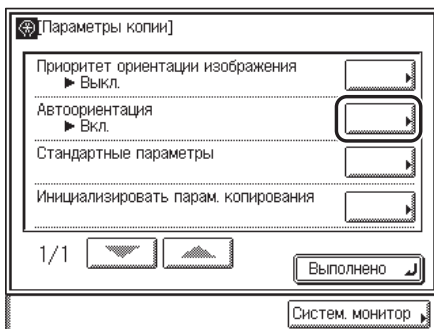 [Параметры копии]
Приоритет ориентации изображения
► Выкл.
Автоориентация
► Вкл.
Стандартные параметры
Инициализировать парам. копирования
1/1
Выполнено
Систем. монитор